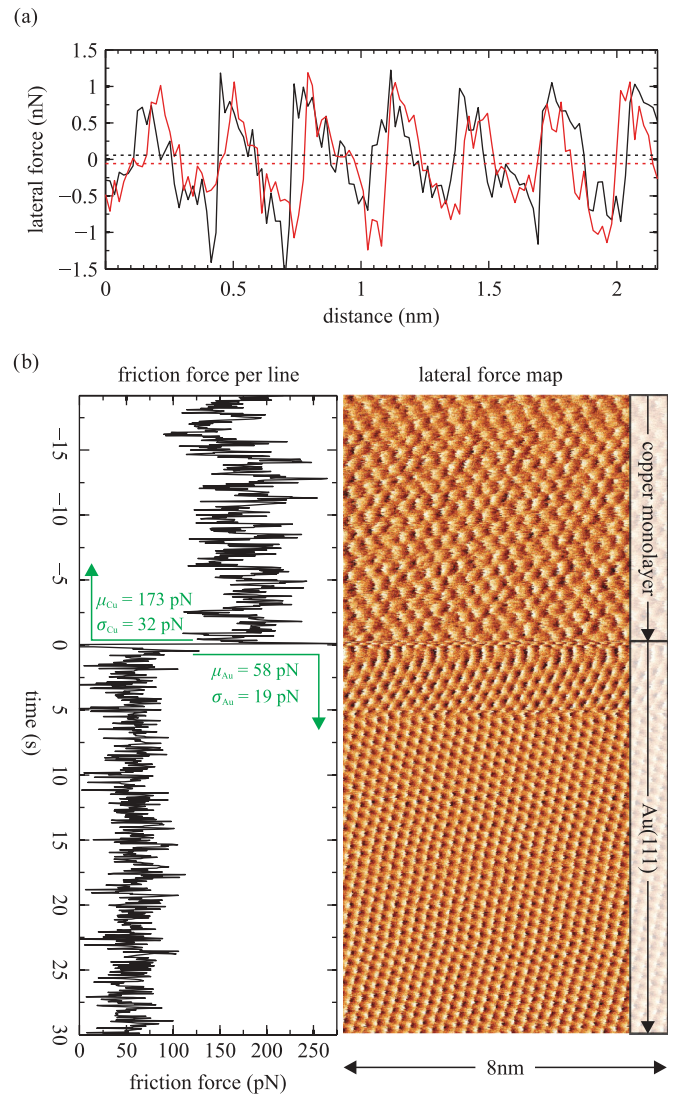 (a)
lateral force (nN)
1.5
1
0.5
0
−0.5
−1
−1.5
0
0.5
1
1.5
2
distance (nm)
(b)
friction force per line
lateral force map
time (s)
−15
−10
−5
0
5
10
15
20
25
30
μCu = 173 pN
σCu = 32 pN
μAu = 58 pN
σAu = 19 pN
copper monolayer
Au(111)
0
50
100
150
200
250
friction force (pN)
8nm